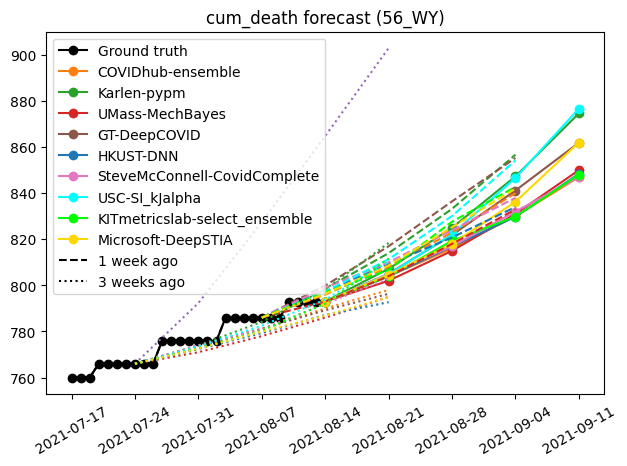 cum_death forecast (56_WY)
900
880
860
840
820
800
780
760
Ground truth
COVIDhub-ensemble
Karlen-pypm
UMass-MechBayes
GT-DeepCOVID
HKUST-DNN
SteveMcConnell-CovidComplete
USC-SI_kJalpha
KITmetricslab-select_ensemble
Microsoft-DeepSTIA
1 week ago
3 weeks ago
2021-07-17
2021-07-24
2021-07-31
2021-08-07
2021-08-14
2021-08-21
2021-08-28
2021-09-04
2021-09-11